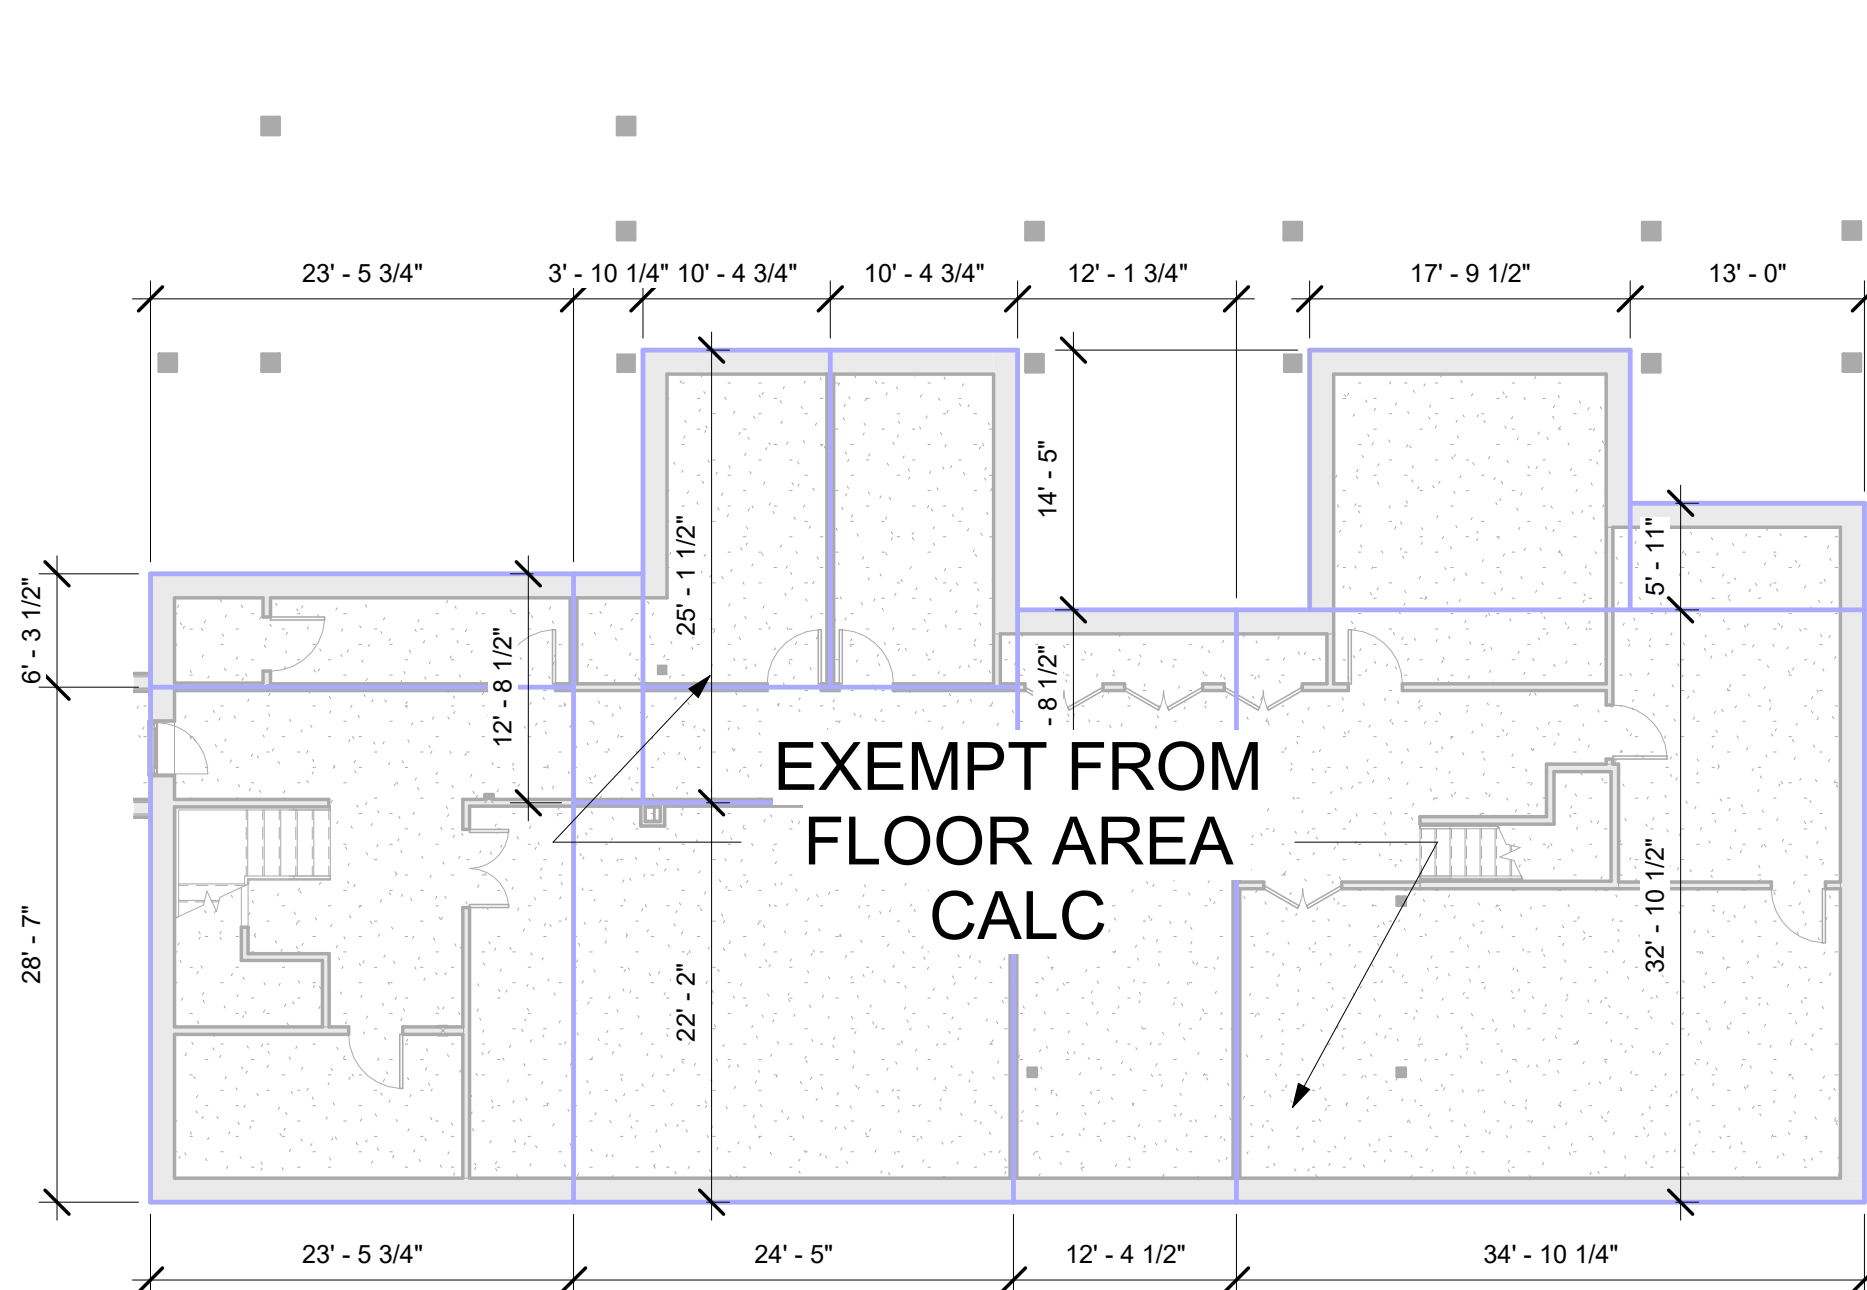 23' - 5 3/4"
3' - 10 1/4"
10' - 4 3/4"
10' - 4 3/4"
12' - 1 3/4"
17' - 9 1/2"
13' - 0"
14' - 5"
25' - 1 1/2"
5' - 11"
6' - 3 1/2"
12' - 8 1/2"
- 8 1/2"
EXEMPT FROM
FLOOR AREA
CALC
28' - 7"
22' - 2"
32' - 10 1/2"
23' - 5 3/4"
24' - 5"
12' - 4 1/2"
34' - 10 1/4"